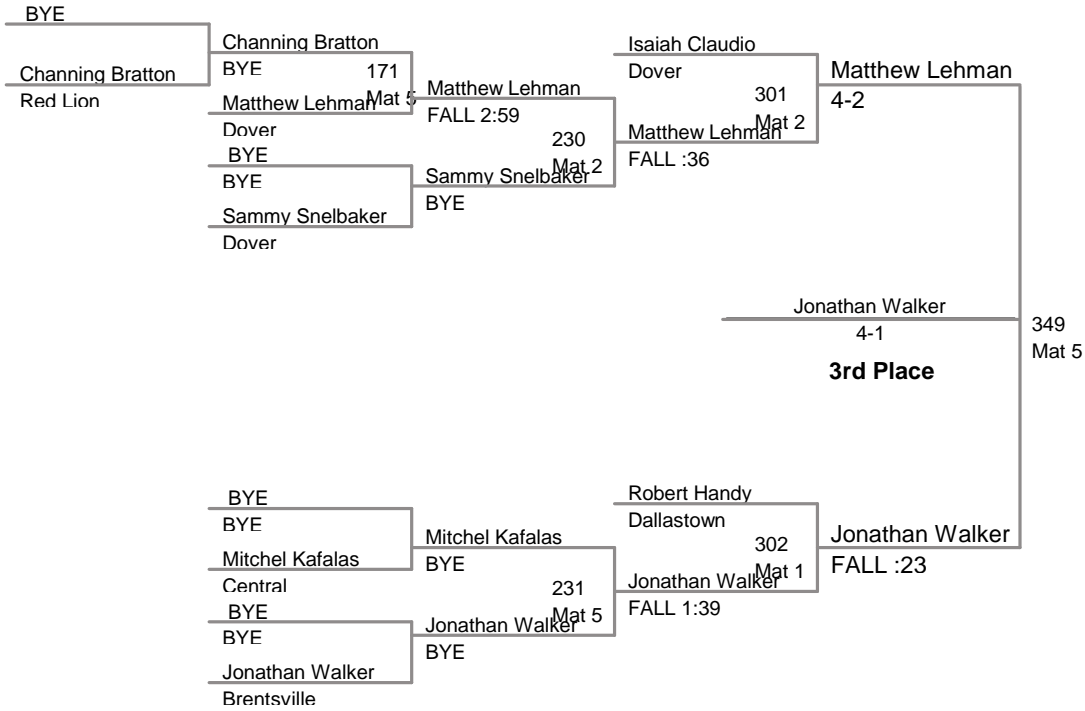 BYE
Channing Bratton
Red Lion
Channing Bratton
BYE
171
Mat 5
Matthew Lehman
Dover
BYE
BYE
Sammy Snelbaker
Dover
Matthew Lehman
FALL 2:59
230
Mat 2
Sammy Snelbaker
BYE
Isaiah Claudio
Dover
301
Mat 2
Matthew Lehman
FALL :36
Matthew Lehman
4-2
Jonathan Walker
4-1
3rd Place
349
Mat 5
BYE
BYE
Mitchel Kafalas
Central
BYE
BYE
Jonathan Walker
Brentsville
Mitchel Kafalas
BYE
231
Mat 5
Jonathan Walker
BYE
Robert Handy
Dallastown
302
Mat 1
Jonathan Walker
FALL 1:39
Jonathan Walker
FALL :23